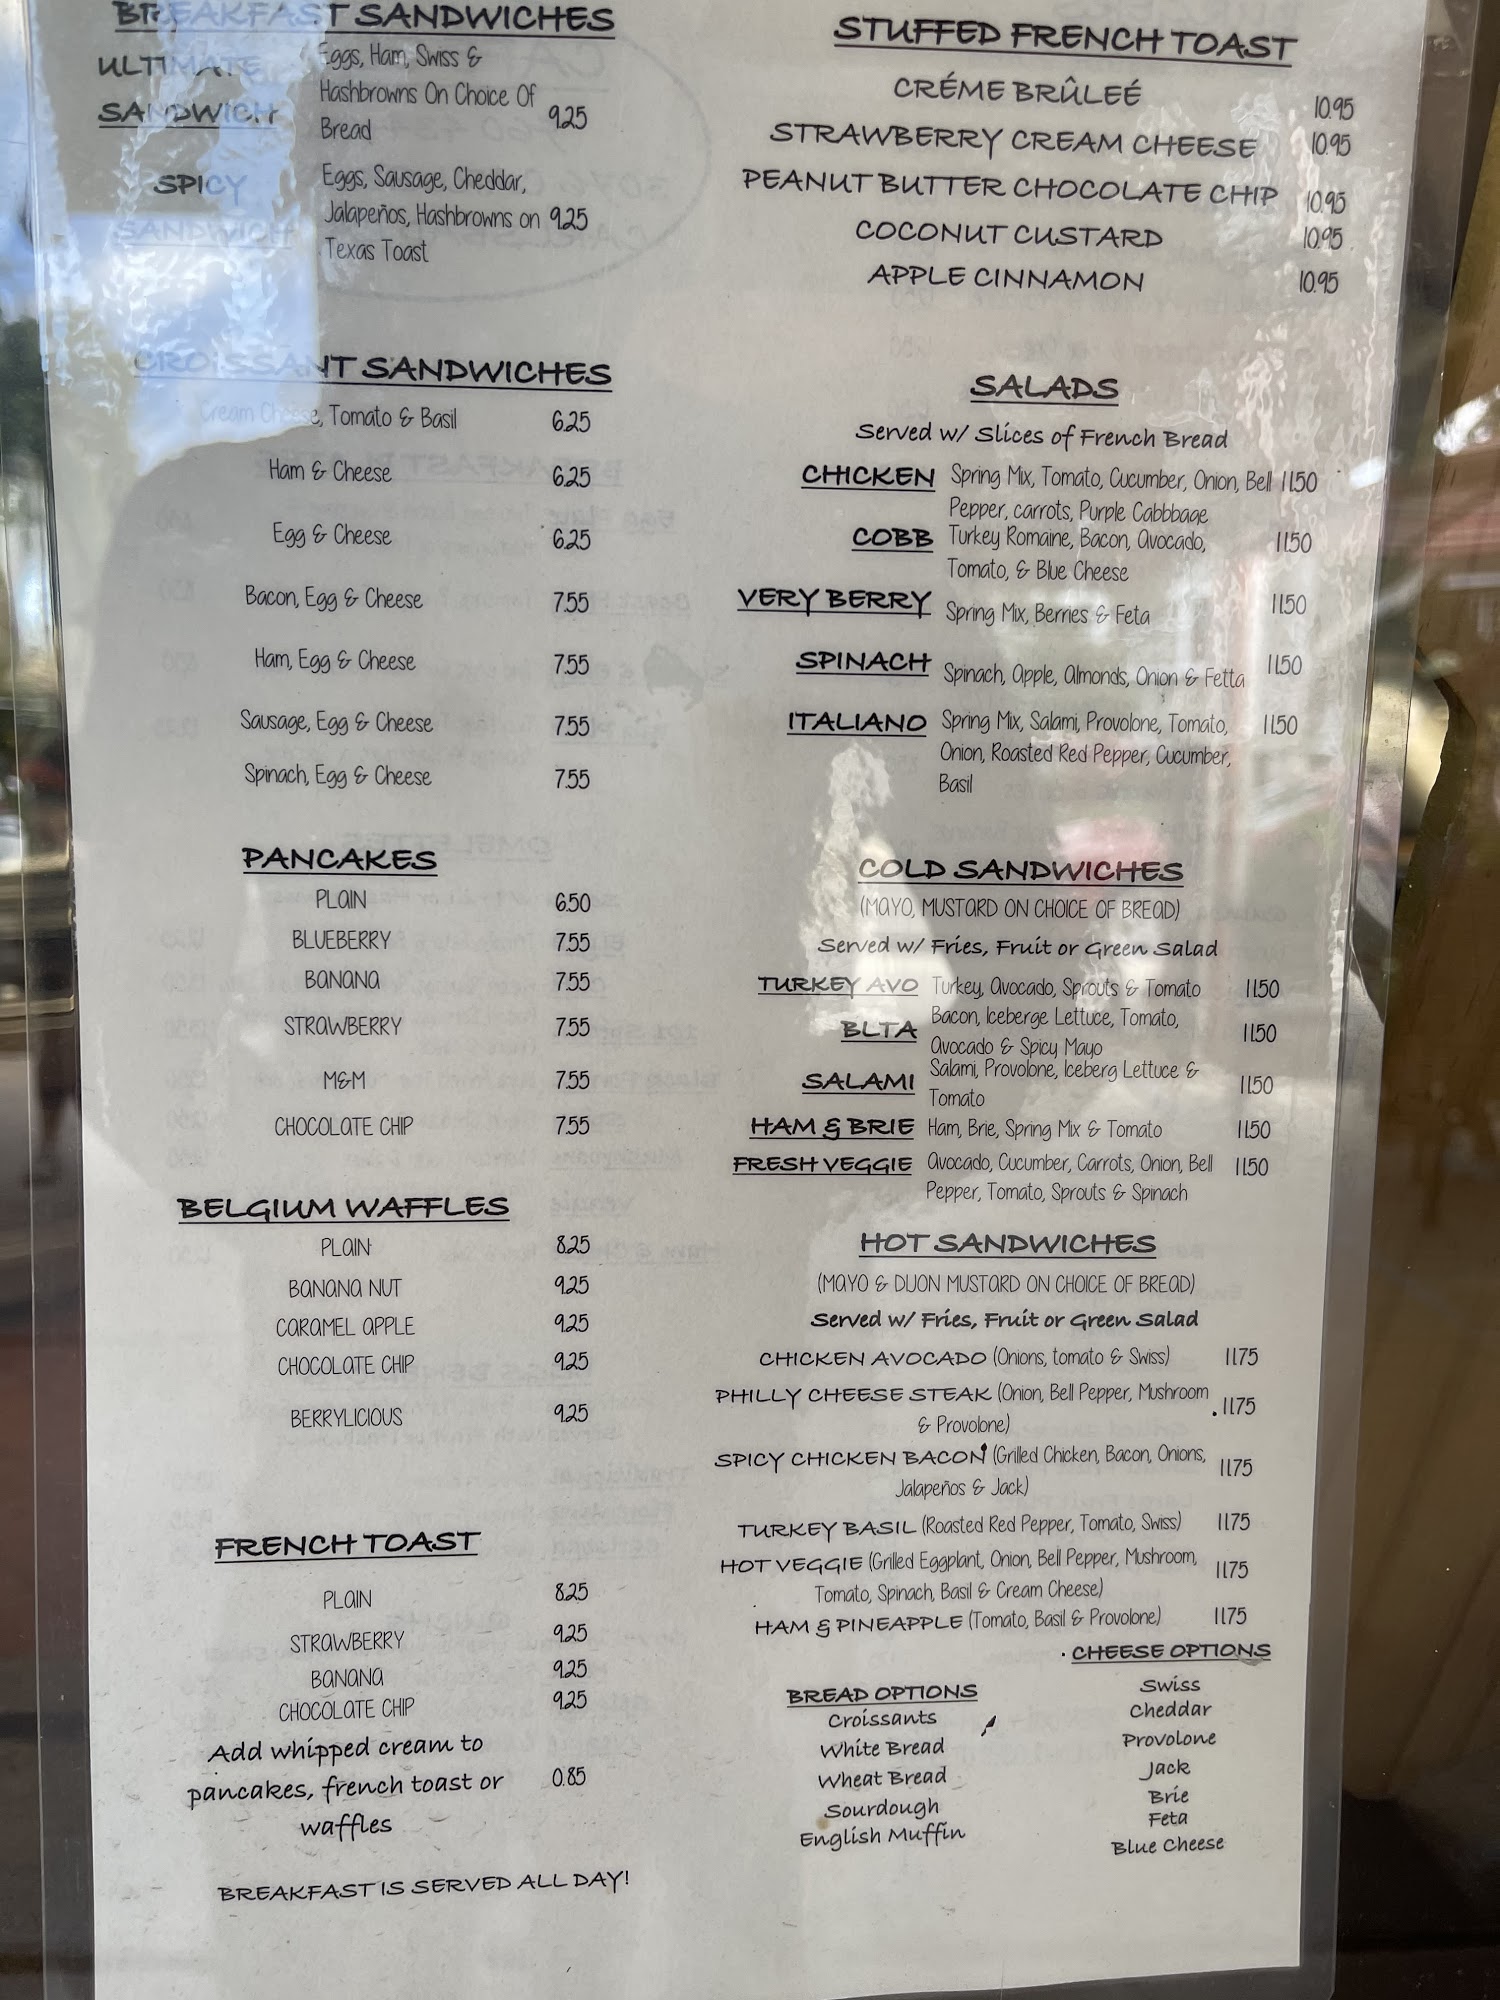 BREAKFAST SANDWICHES
ULTIMATE SANDWICH Eggs, Ham, Swiss &
Hashbrowns On Choice Of
Bread 9.25
SPICY SANDWICH Eggs, Sausage, Cheddar,
Jalapeños, Hashbrowns on 9.25
Texas Toast
CROISSANT SANDWICHES
Cream Cheese, Tomato & Basil 6.25
Ham & Cheese 6.25
Egg & Cheese 6.25
Bacon, Egg & Cheese 7.55
Ham, Egg & Cheese 7.55
Sausage, Egg & Cheese 7.55
Spinach, Egg & Cheese 7.55
PANCAKES
PLAIN 6.50
BLUEBERRY 7.55
BANANA 7.55
STRAWBERRY 7.55
M&M 7.55
CHOCOLATE CHIP 7.55
BELGIUM WAFFLES
PLAIN 8.25
BANANA NUT 9.25
CARAMEL APPLE 9.25
CHOCOLATE CHIP 9.25
BERRYLICIOUS 9.25
FRENCH TOAST
PLAIN 8.25
STRAWBERRY 9.25
BANANA 9.25
CHOCOLATE CHIP 9.25
Add whipped cream to
pancakes, french toast or 0.85
waffles
BREAKFAST IS SERVED ALL DAY!
STUFFED FRENCH TOAST
CRÉME BRÛLEÉ 10.95
STRAWBERRY CREAM CHEESE 10.95
PEANUT BUTTER CHOCOLATE CHIP 10.95
COCONUT CUSTARD 10.95
APPLE CINNAMON 10.95
SALADS
Served w/ Slices of French Bread
CHICKEN Spring Mix, Tomato, Cucumber, Onion, Bell 11.50
Pepper, carrots, Purple Cabbbage
COBB Turkey Romaine, Bacon, Avocado, 11.50
Tomato, & Blue Cheese
VERY BERRY Spring Mix, Berries & Feta 11.50
SPINACH Spinach, Apple, Almonds, Onion & Fetta 11.50
ITALIANO Spring Mix, Salami, Provolone, Tomato, 11.50
Onion, Roasted Red Pepper, Cucumber,
Basil
COLD SANDWICHES
(MAYO, MUSTARD ON CHOICE OF BREAD)
Served w/ Fries, Fruit or Green Salad
TURKEY AVO Turkey, Avocado, Sprouts & Tomato 11.50
BLTA Bacon, Iceberge Lettuce, Tomato, 11.50
Avocado & Spicy Mayo
SALAMI Salami, Provolone, Iceberg Lettuce & 11.50
Tomato
HAM & BRIE Ham, Brie, Spring Mix & Tomato 11.50
FRESH VEGGIE Avocado, Cucumber, Carrots, Onion, Bell 11.50
Pepper, Tomato, Sprouts & Spinach
HOT SANDWICHES
(MAYO & DIJON MUSTARD ON CHOICE OF BREAD)
Served w/ Fries, Fruit or Green Salad
CHICKEN AVOCADO (Onions, tomato & Swiss) 11.75
PHILLY CHEESE STEAK (Onion, Bell Pepper, Mushroom 11.75
& Provolone)
SPICY CHICKEN BACON (Grilled Chicken, Bacon, Onions, 11.75
Jalapeños & Jack)
TURKEY BASIL (Roasted Red Pepper, Tomato, Swiss) 11.75
HOT VEGGIE (Grilled Eggplant, Onion, Bell Pepper, Mushroom, 11.75
Tomato, Spinach, Basil & Cream Cheese)
HAM & PINEAPPLE (Tomato, Basil & Provolone) 11.75
BREAD OPTIONS
Croissants
White Bread
Wheat Bread
Sourdough
English Muffin
CHEESE OPTIONS
Swiss
Cheddar
Provolone
Jack
Brie
Feta
Blue Cheese